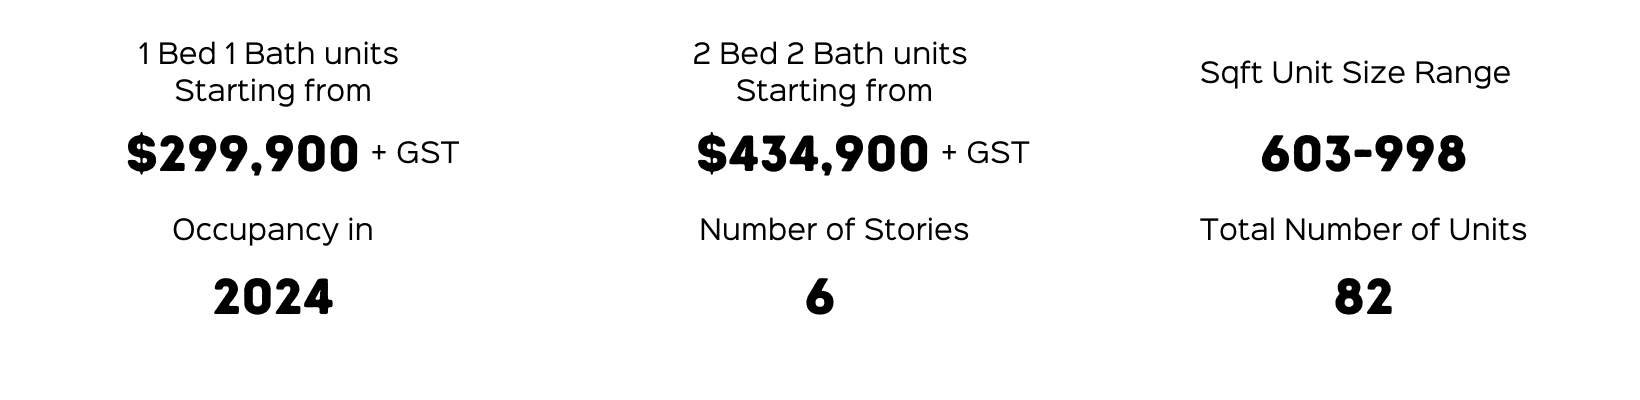 1 Bed 1 Bath units
Starting from
$299,900 + GST
2 Bed 2 Bath units
Starting from
$434,900 + GST
Sqft Unit Size Range
603-998
Occupancy in
2024
Number of Stories
6
Total Number of Units
82